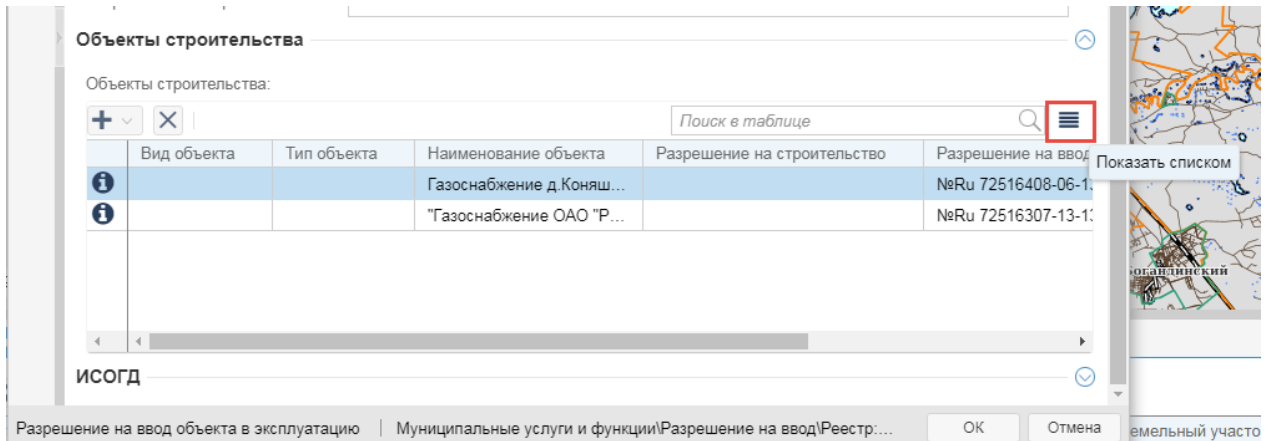 Объекты строительства
Объекты строительства:
Поиск в таблице
Вид объекта Тип объекта Наименование объекта Разрешение на строительство Разрешение на ввод
Показать списком
Газоснабжение д.Коняш... №Ru 72516408-06-1
"Газоснабжение ОАО "Р... №Ru 72516307-13-1
огандинский
ИСОГД
Разрешение на ввод объекта в эксплуатацию | Муниципальные услуги и функции\Разрешение на ввод\Реестр:... ОК Отмена
емельный участо